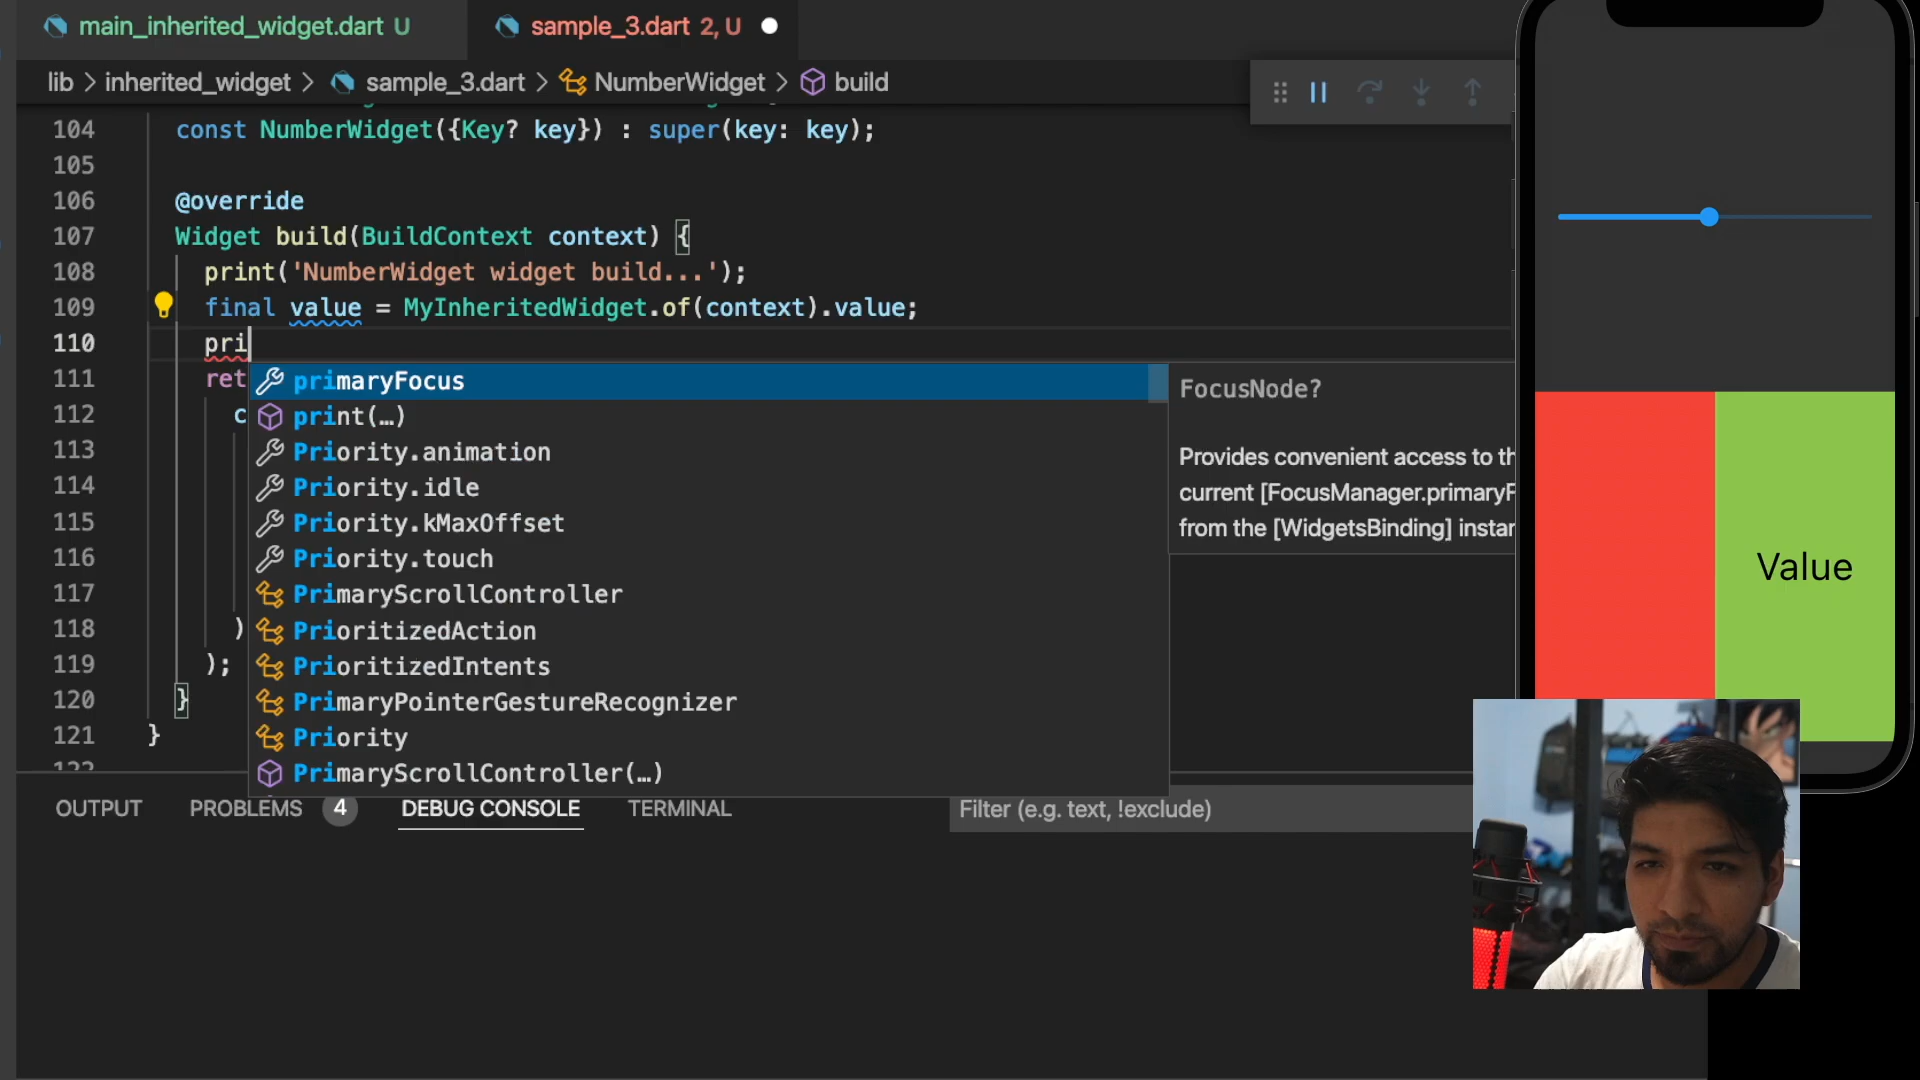 main_inherited_widget.dart U
sample_3.dart 2, U
lib > inherited_widget > sample_3.dart > NumberWidget > build
104 const NumberWidget({Key? key}) : super(key: key);
105
106 @override
107 Widget build(BuildContext context) {
108 print('NumberWidget widget build...');
109 final value = MyInheritedWidget.of(context).value;
110 pri
111 ret
112 c
113
114
115
116
117
118 )
119 );
120 }
121 }
primaryFocus
print(…)
Priority.animation
Priority.idle
Priority.kMaxOffset
Priority.touch
PrimaryScrollController
PrioritizedAction
PrioritizedIntents
PrimaryPointerGestureRecognizer
Priority
PrimaryScrollController(…)
FocusNode?
Provides convenient access to th
current [FocusManager.primaryF
from the [WidgetsBinding] instar
Value
OUTPUT PROBLEMS 4 DEBUG CONSOLE TERMINAL
Filter (e.g. text, !exclude)